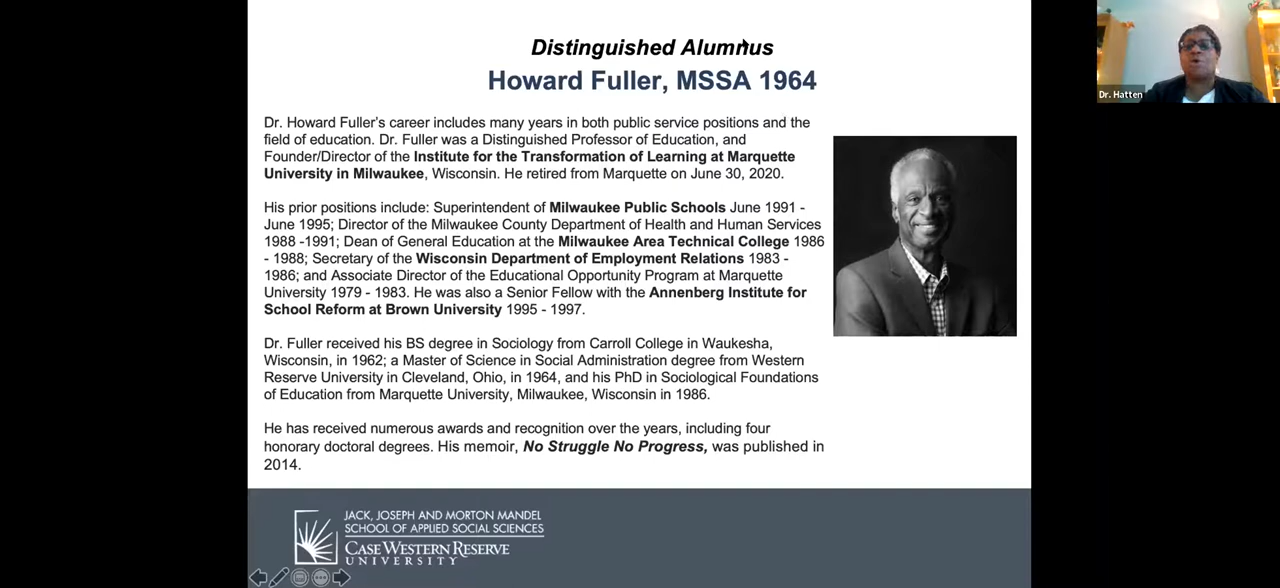 Distinguished Alumnus
Howard Fuller, MSSA 1964
Dr. Howard Fuller's career includes many years in both public service positions and the
field of education. Dr. Fuller was a Distinguished Professor of Education, and
Founder/Director of the Institute for the Transformation of Learning at Marquette
University in Milwaukee, Wisconsin. He retired from Marquette on June 30, 2020.
His prior positions include: Superintendent of Milwaukee Public Schools June 1991 -
June 1995; Director of the Milwaukee County Department of Health and Human Services
1988 -1991; Dean of General Education at the Milwaukee Area Technical College 1986
- 1988; Secretary of the Wisconsin Department of Employment Relations 1983 -
1986; and Associate Director of the Educational Opportunity Program at Marquette
University 1979 - 1983. He was also a Senior Fellow with the Annenberg Institute for
School Reform at Brown University 1995 - 1997.
Dr. Fuller received his BS degree in Sociology from Carroll College in Waukesha,
Wisconsin, in 1962; a Master of Science in Social Administration degree from Western
Reserve University in Cleveland, Ohio, in 1964, and his PhD in Sociological Foundations
of Education from Marquette University, Milwaukee, Wisconsin in 1986.
He has received numerous awards and recognition over the years, including four
honorary doctoral degrees. His memoir, No Struggle No Progress, was published in
2014.
JACK, JOSEPH AND MORTON MANDEL
SCHOOL OF APPLIED SOCIAL SCIENCES
CASE WESTERN RESERVE
UNIVERSITY
Dr. Hatten